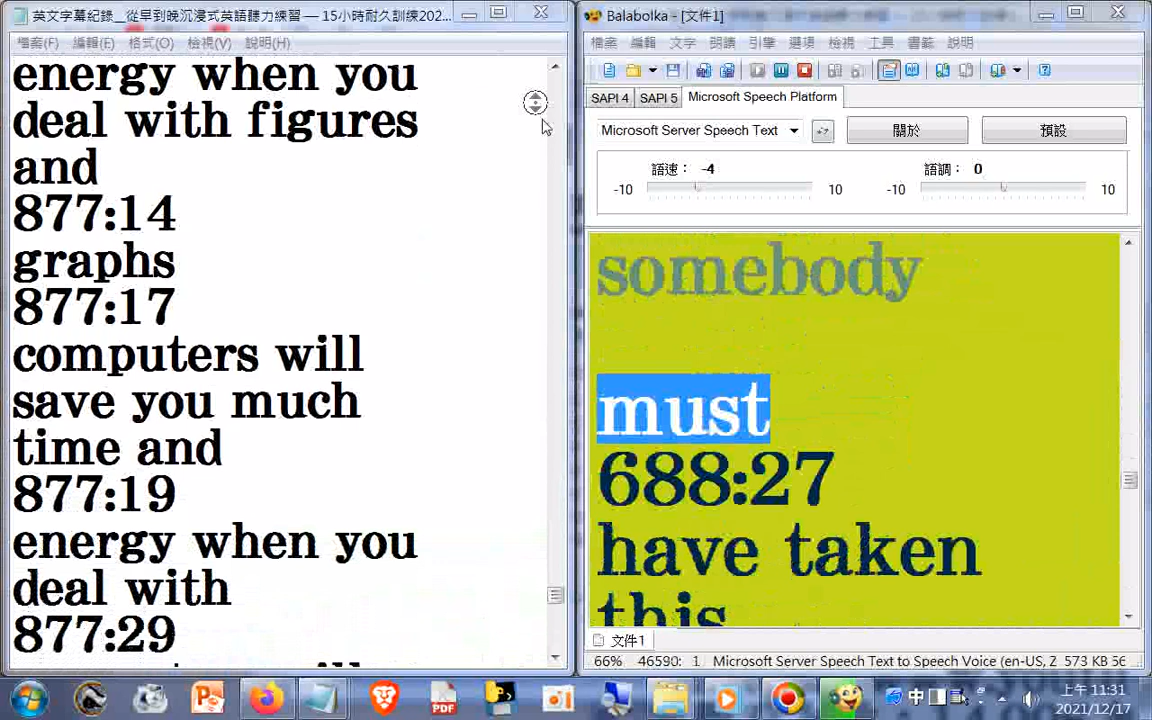 英文字幕紀錄__從早到晚沉浸式英語聽力練習 — 15小時耐久訓練202...
檔案(F) 編輯(E) 格式(O) 檢視(V) 說明(H)
energy when you
deal with figures
and
877:14
graphs
877:17
computers will
save you much
time and
877:19
energy when you
deal with
877:29
Balabolka - [文件1]
檔案 編輯 文字 朗讀 引擎 選項 檢視 工具 書籤 說明
SAPI 4 SAPI 5 Microsoft Speech Platform
Microsoft Server Speech Text 關於 預設
語速： -4 語調： 0
-10 10 -10 10
somebody
must
688:27
have taken
this
文件1
66% 46590: 1 Microsoft Server Speech Text to Speech Voice (en-US, 2 573 KB 56
PDF 中 上午 11:31
2021/12/17